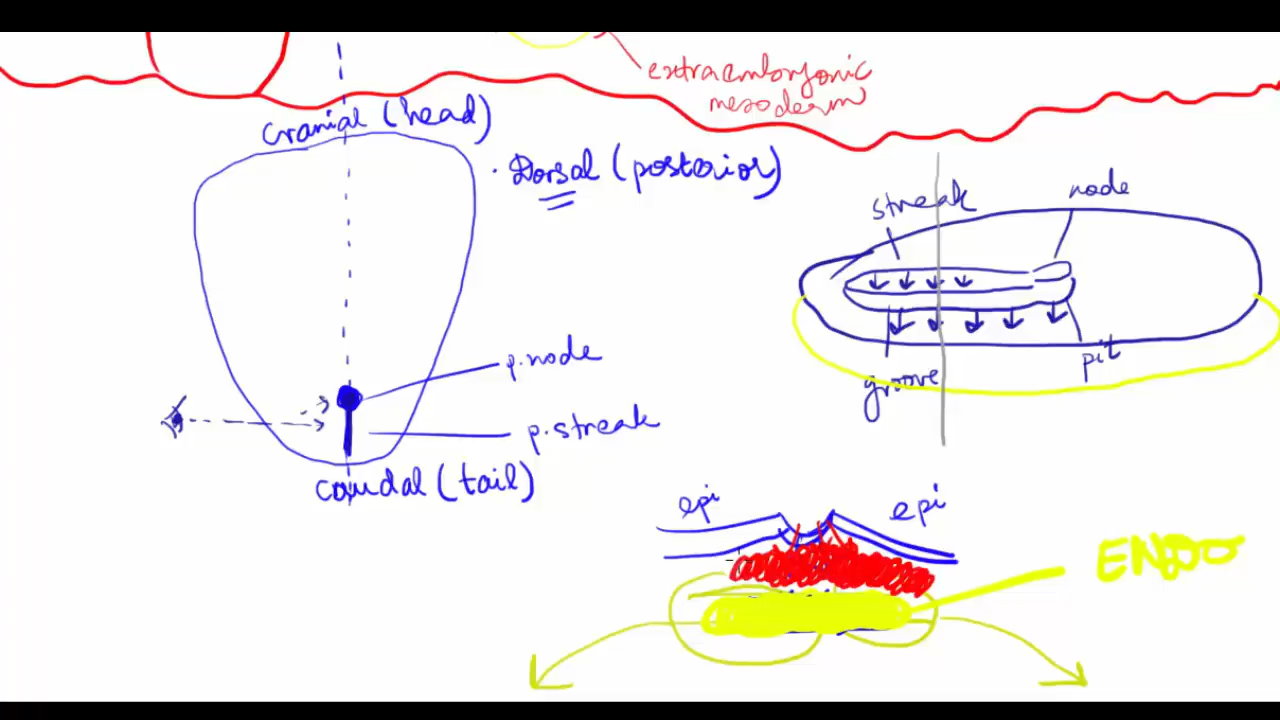 extraembryonic
mesoderm
cranial (head)
• Dorsal (posterior)
streak
node
p.node
pit
groove
p.streak
caudal (tail)
epi
epi
ENDO